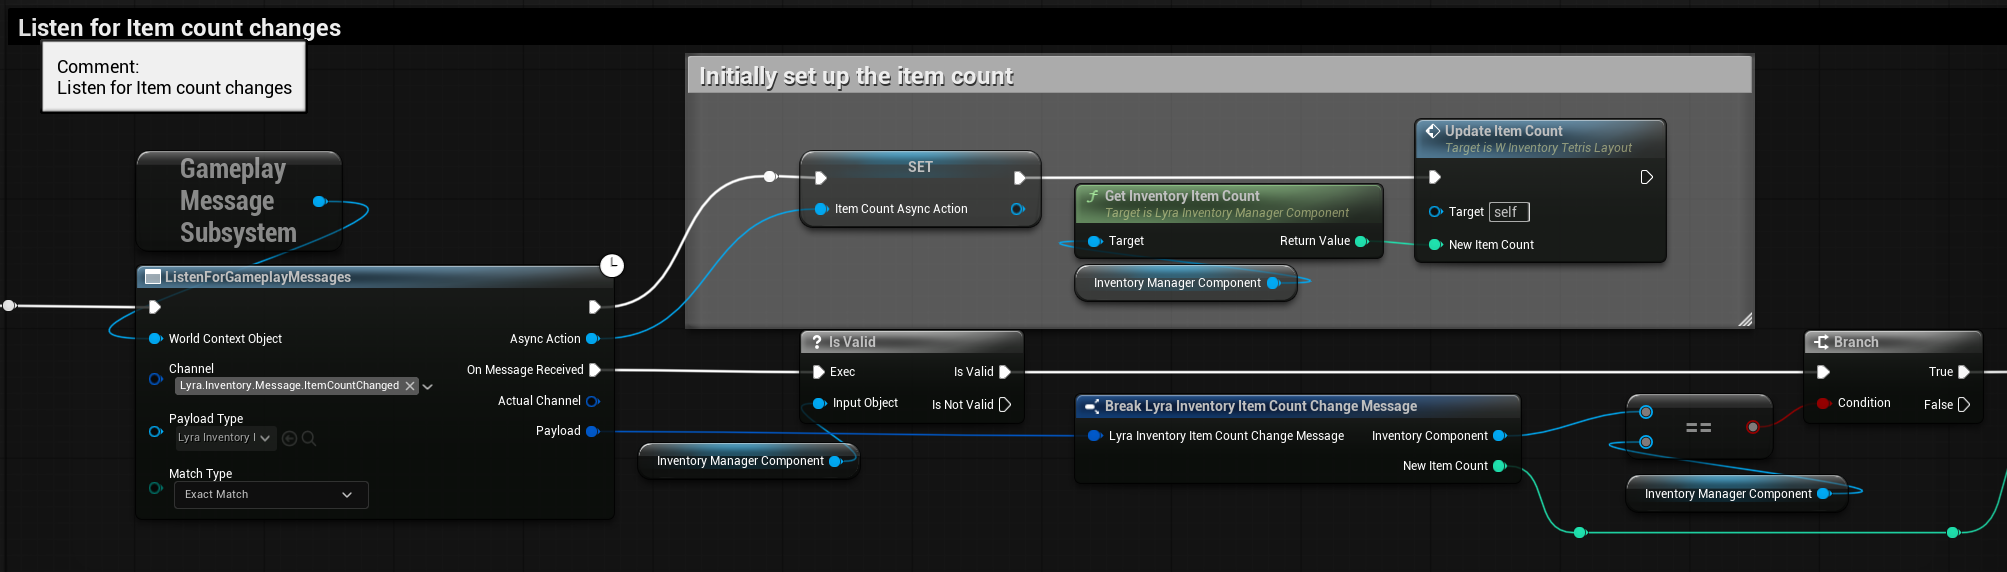 Listen for Item count changes
Comment:
Listen for Item count changes
Initially set up the item count
Gameplay
Message
Subsystem
ListenForGameplayMessages
World Context Object
Async Action
Channel
Lyra.Inventory.Message.ItemCountChanged
On Message Received
Actual Channel
Payload Type
Lyra Inventory I
Payload
Match Type
Exact Match
SET
Item Count Async Action
Get Inventory Item Count
Target is Lyra Inventory Manager Component
Target
Return Value
Inventory Manager Component
Update Item Count
Target is W Inventory Tetris Layout
Target self
New Item Count
? Is Valid
Exec
Is Valid
Input Object
Is Not Valid
Inventory Manager Component
Break Lyra Inventory Item Count Change Message
Lyra Inventory Item Count Change Message
Inventory Component
New Item Count
==
Inventory Manager Component
Branch
True
Condition
False